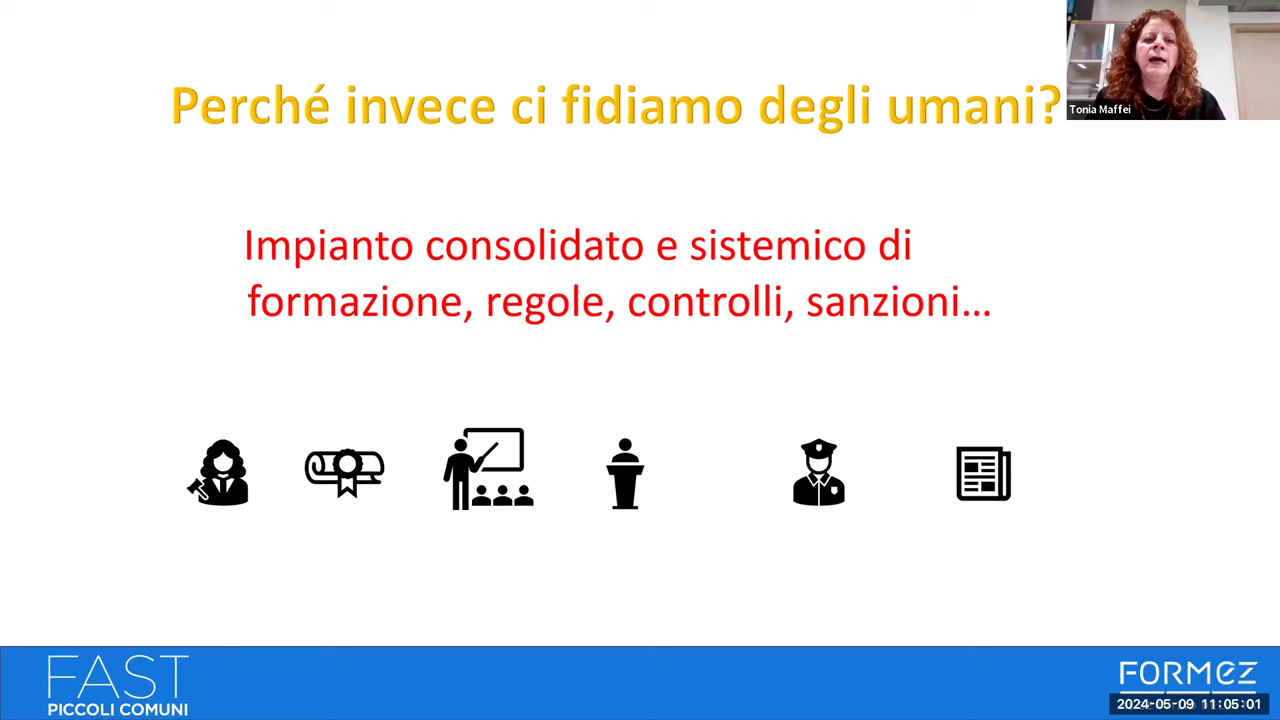 Perché invece ci fidiamo degli umani?
Tonia Maffei
Impianto consolidato e sistemico di
formazione, regole, controlli, sanzioni...
FAST
PICCOLI COMUNI
FORMEZ
2024-05-09 11:05:01